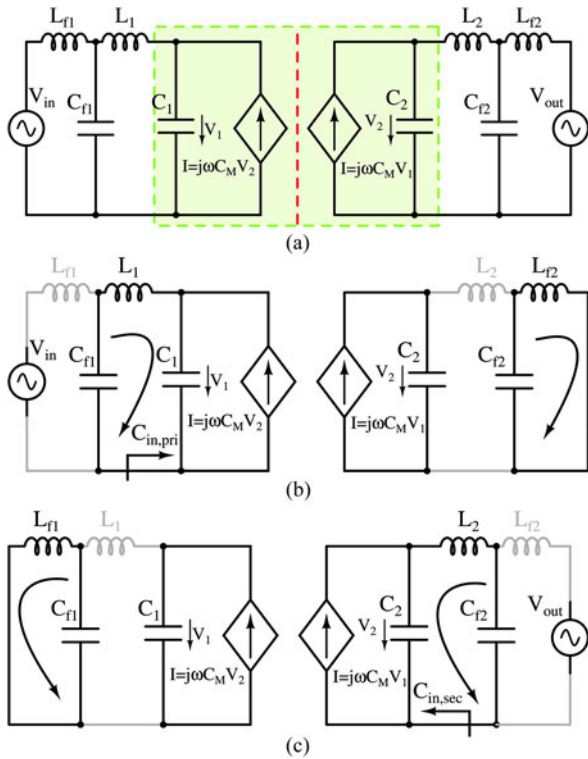 L_f1 L_1 L_2 L_f2
V_in C_f1 C_1 V_1 C_2 V_2 C_f2 V_out
I=jωC_MV_2 I=jωC_MV_1
(a)
L_f1 L_1 L_2 L_f2
V_in C_f1 C_1 V_1 C_2 V_2 C_f2
I=jωC_MV_2 I=jωC_MV_1
C_in,pri
(b)
L_f1 L_1 L_2 L_f2
C_f1 C_1 V_1 C_2 V_2 C_f2 V_out
I=jωC_MV_2 I=jωC_MV_1
C_in,sec
(c)